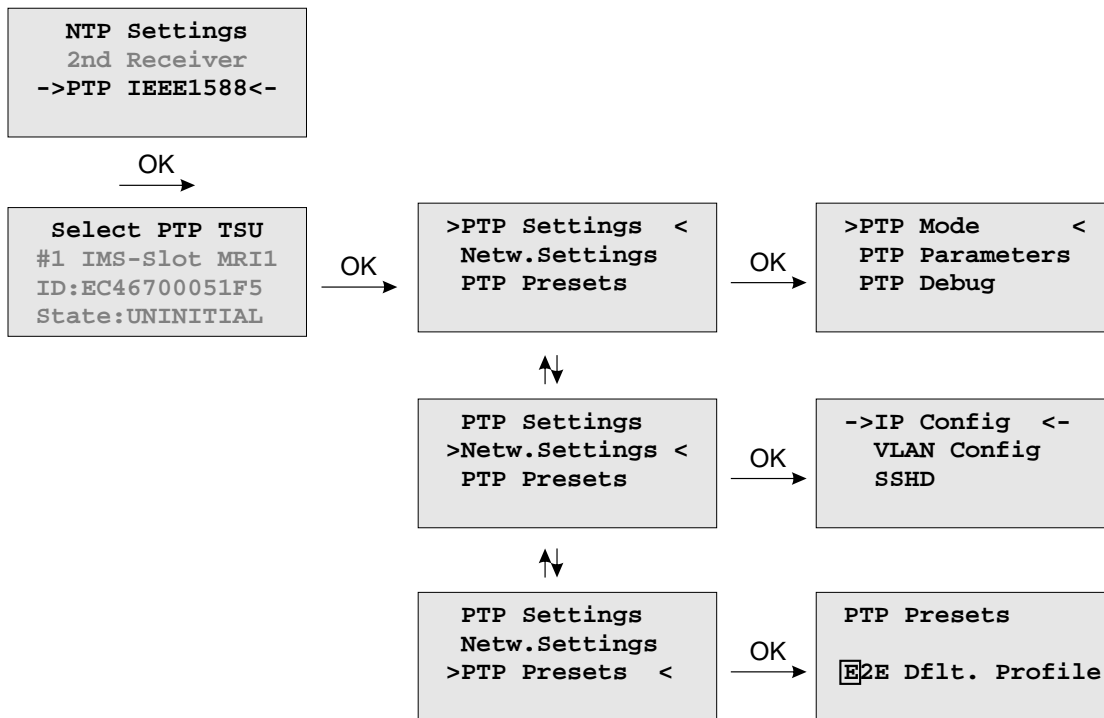 NTP Settings
2nd Receiver
->PTP IEEE1588<-
OK
Select PTP TSU
#1 IMS-Slot MRI1
ID:EC46700051F5
State:UNINITIAL
OK
>PTP Settings <
Netw.Settings
PTP Presets
OK
>PTP Mode <
PTP Parameters
PTP Debug
PTP Settings
>Netw.Settings <
PTP Presets
OK
->IP Config <-
VLAN Config
SSHD
PTP Settings
Netw.Settings
>PTP Presets <
OK
PTP Presets
E2E Dflt. Profile